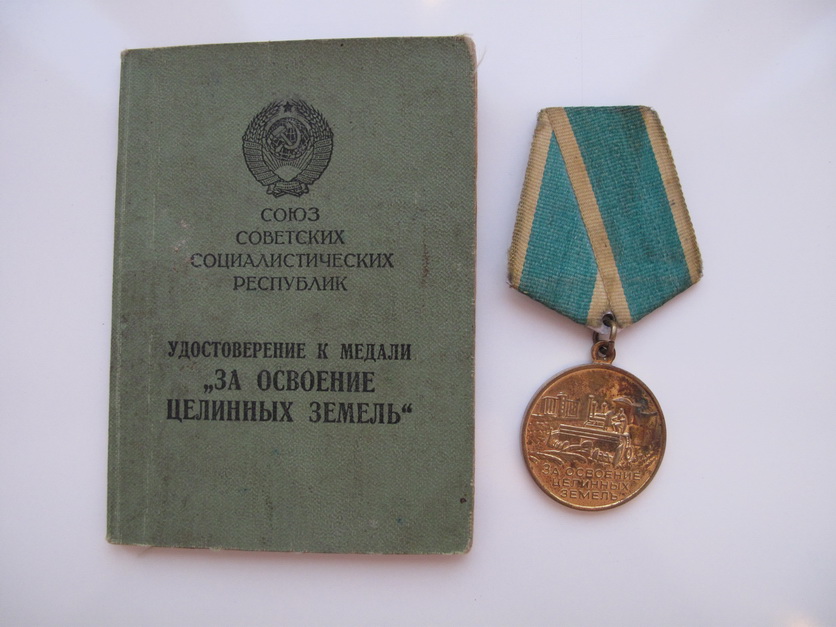 СОЮЗ
СОВЕТСКИХ
СОЦИАЛИСТИЧЕСКИХ
РЕСПУБЛИК
УДОСТОВЕРЕНИЕ К МЕДАЛИ
„ЗА ОСВОЕНИЕ
ЦЕЛИННЫХ ЗЕМЕЛЬ“
ЗА ОСВОЕНИЕ
ЦЕЛИННЫХ
ЗЕМЕЛЬ